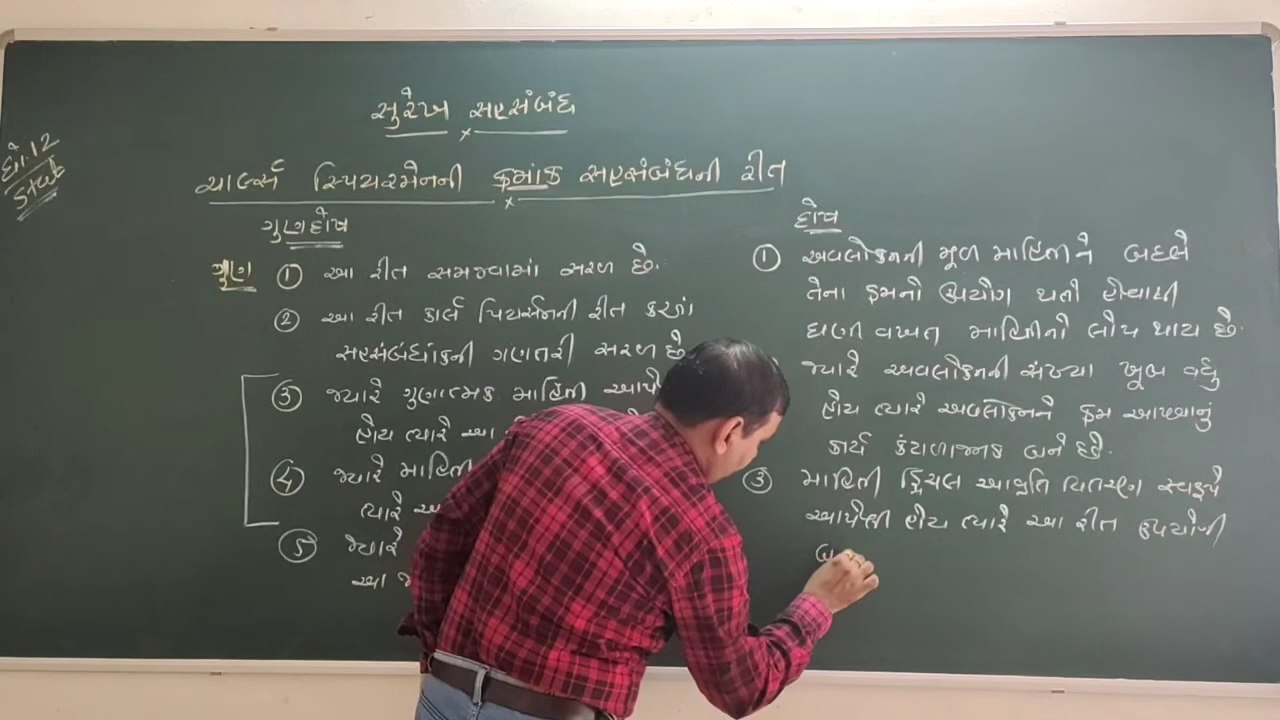 ધો.12
Stat
સુરેખ સહસંબંધ
ચાર્લ્સ સ્પિયરમેનની ક્રમાંક સહસંબંધની રીત
ગુણદોષ
ગુણ
① આ રીત સમજવામાં સરળ છે.
② આ રીત કાર્લ પિયર્સનની રીત કરતાં
સહસંબંધાંકની ગણતરી સરળ છે
③ જ્યારે ગુણાત્મક માહિતી
હોય ત્યારે આ
④ જ્યારે માહિતી
ત્યારે
⑤ જ્યારે
આ
દોષ
① અવલોકનની મૂળ માહિતીને બદલે
તેના ક્રમનો ઉપયોગ થતો હોવાથી
ઘણી વખત માહિતીનો લોપ થાય છે.
જ્યારે અવલોકનની સંખ્યા ખૂબ વધુ
હોય ત્યારે અવલોકનને ક્રમ આપવાનું
કાર્ય કંટાળાજનક બને છે.
③ માહિતી દ્વિચલ આવૃત્તિ વિતરણ સ્વરૂપે
આપેલી હોય ત્યારે આ રીત ઉપયોગી